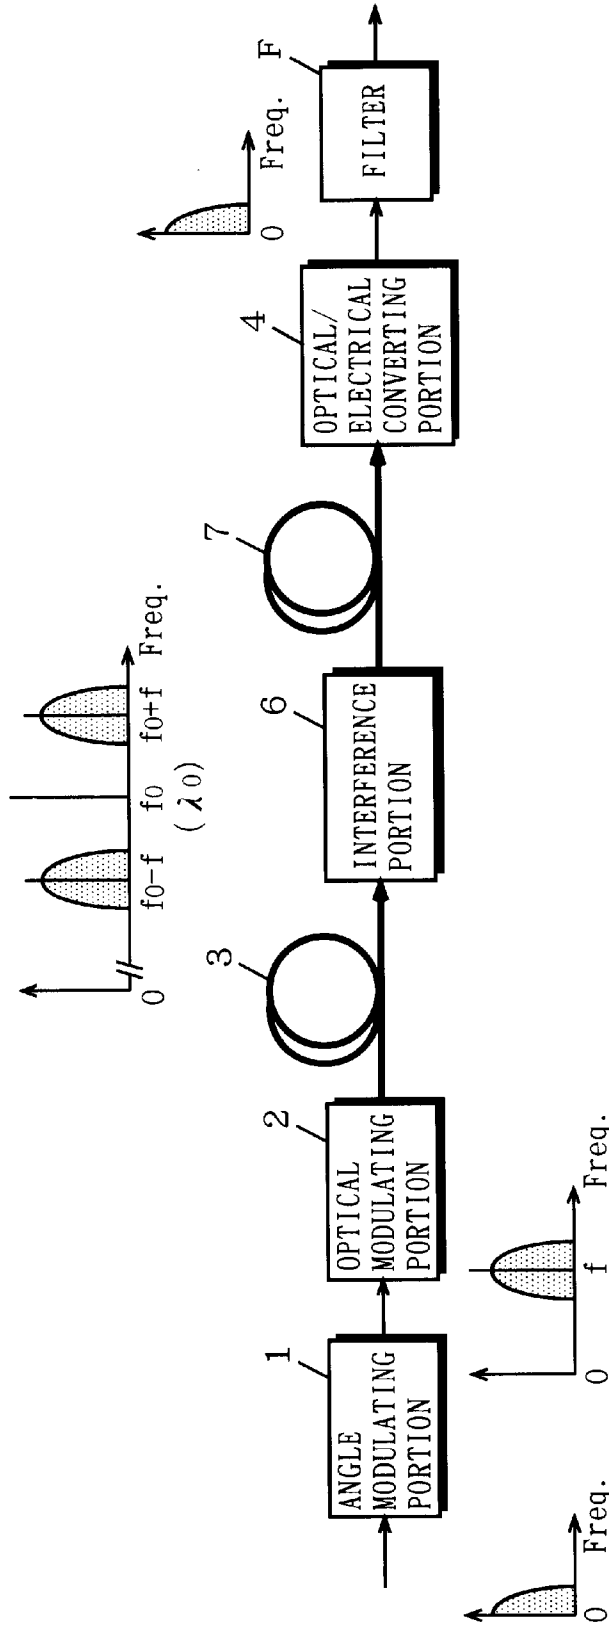 1
ANGLE
MODULATING
PORTION
0
Freq.
0
f
Freq.
2
OPTICAL
MODULATING
PORTION
3
0
f0-f
f0
(λ0)
f0+f
Freq.
6
INTERFERENCE
PORTION
7
4
OPTICAL/
ELECTRICAL
CONVERTING
PORTION
0
Freq.
F
FILTER